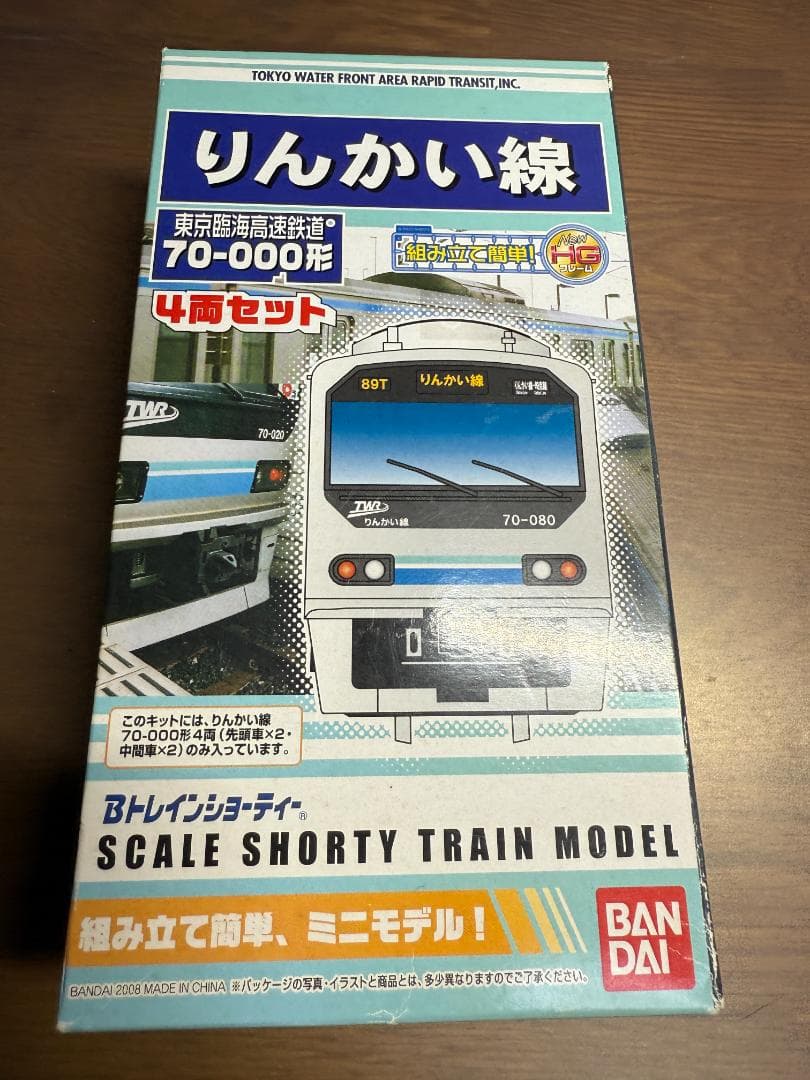 TOKYO WATER FRONT AREA RAPID TRANSIT,INC.
りんかい線
東京臨海高速鉄道
70-000形
組み立て簡単!
New
HG
フレーム
4両セット
89T
りんかい線
TWR
70-020
TWR
りんかい線
70-080
このキットには、りんかい線
70-000形4両(先頭車×2・
中間車×2)のみ入っています。
Bトレインショーティー®
SCALE SHORTY TRAIN MODEL
組み立て簡単、ミニモデル!
BAN
DAI
BANDAI 2008 MADE IN CHINA ※パッケージの写真・イラストと商品とは、多少異なりますのでご了承ください。